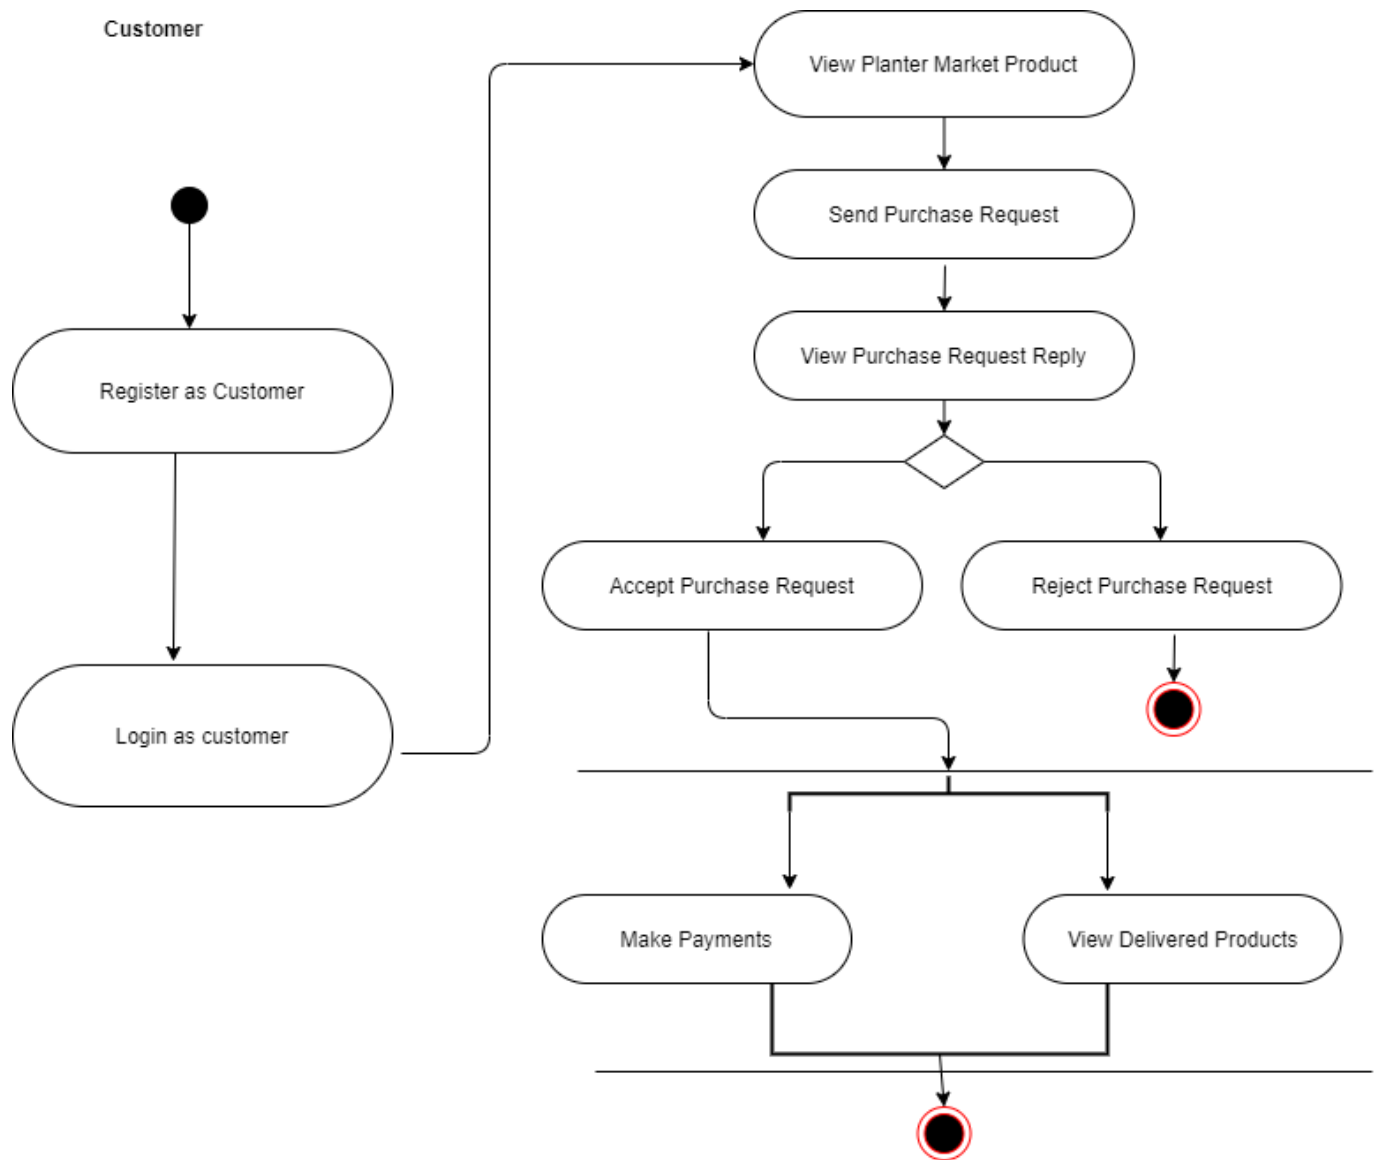 Customer
View Planter Market Product
Send Purchase Request
View Purchase Request Reply
Register as Customer
Accept Purchase Request
Reject Purchase Request
Login as customer
Make Payments
View Delivered Products